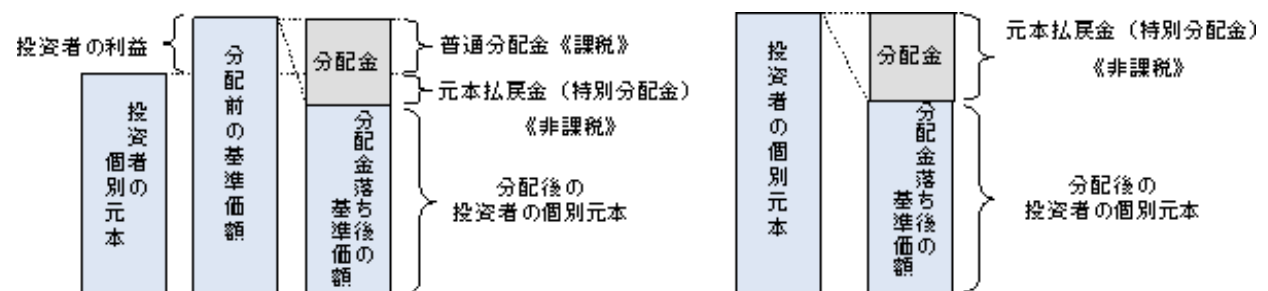 投資者の利益
投資者の
個別元本
分配前の基準価額
分配金
分配金落ち後の
基準価額
普通分配金《課税》
元本払戻金（特別分配金）
《非課税》
分配後の
投資者の個別元本
投資者の個別元本
分配金
分配金落ち後の
基準価額
元本払戻金（特別分配金）
《非課税》
分配後の
投資者の個別元本